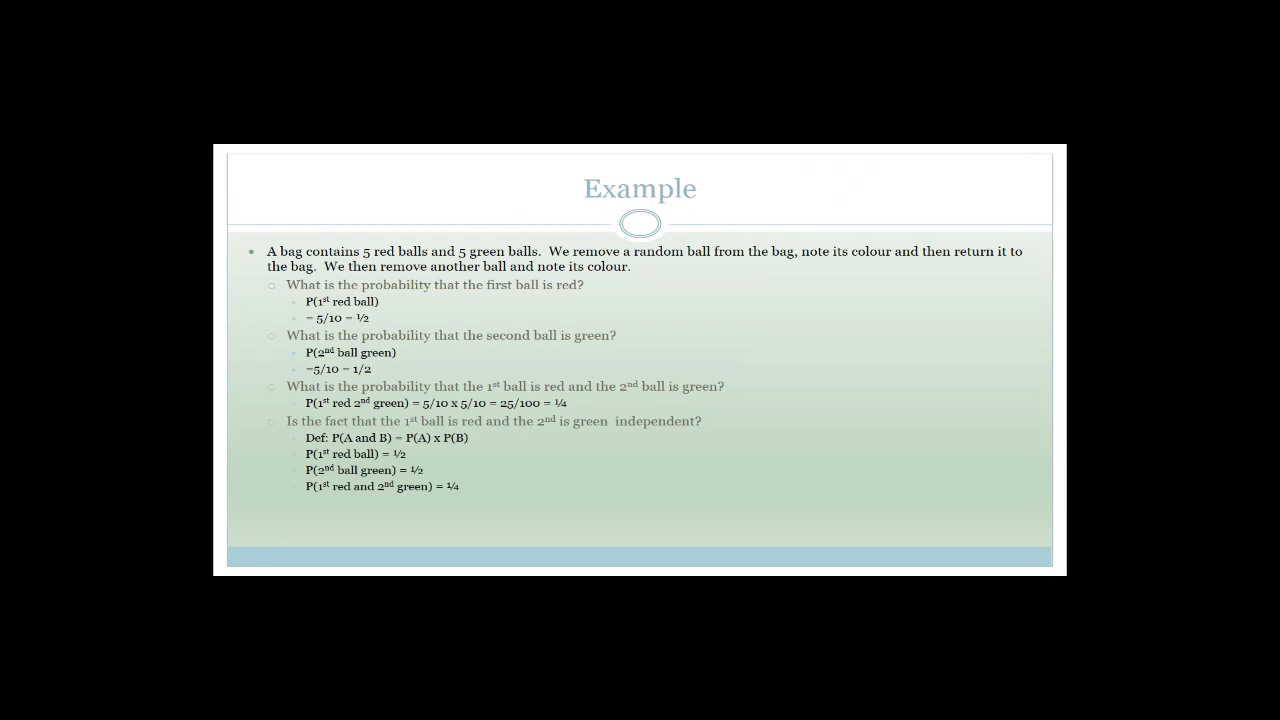 Example
• A bag contains 5 red balls and 5 green balls. We remove a random ball from the bag, note its colour and then return it to
the bag. We then remove another ball and note its colour.
What is the probability that the first ball is red?
P(1st red ball)
= 5/10 = ½
What is the probability that the second ball is green?
P(2nd ball green)
=5/10 = 1/2
What is the probability that the 1st ball is red and the 2nd ball is green?
P(1st red 2nd green) = 5/10 x 5/10 = 25/100 = ¼
Is the fact that the 1st ball is red and the 2nd is green independent?
Def: P(A and B) = P(A) x P(B)
P(1st red ball) = ½
P(2nd ball green) = ½
P(1st red and 2nd green) = ¼